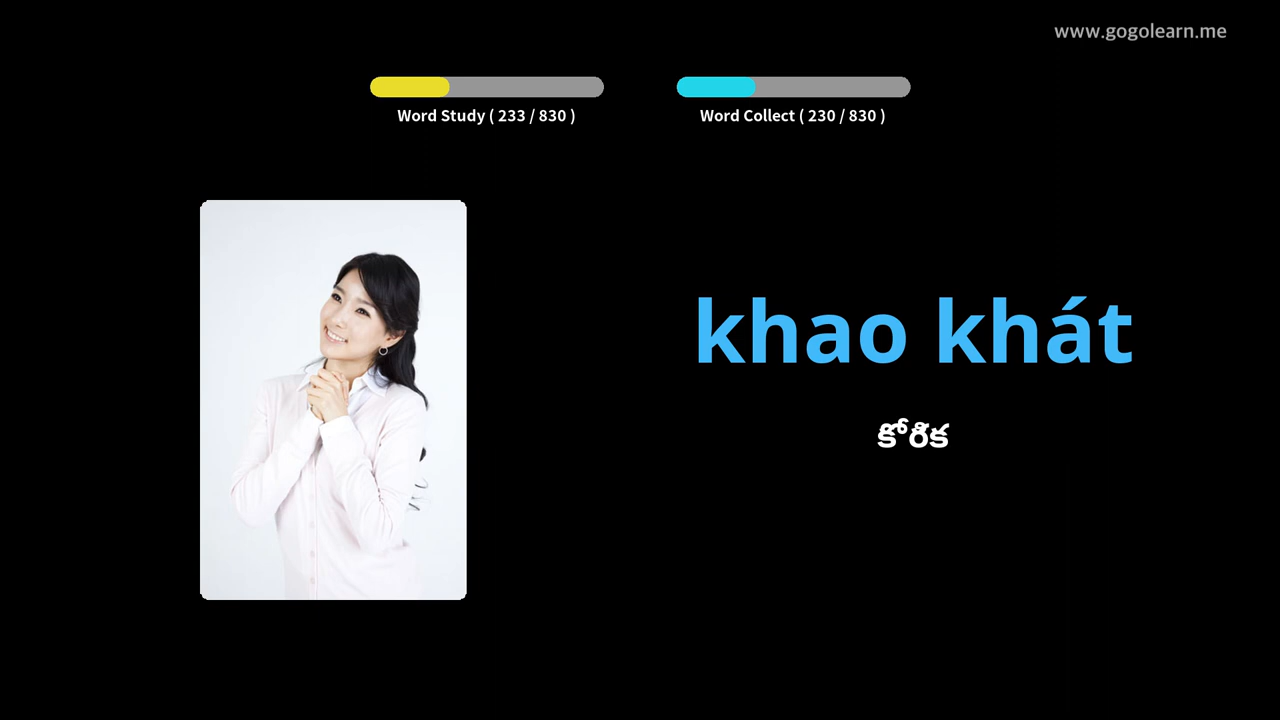 www.gogolearn.me
Word Study ( 233 / 830 )
Word Collect ( 230 / 830 )
khao khát
కోరిక